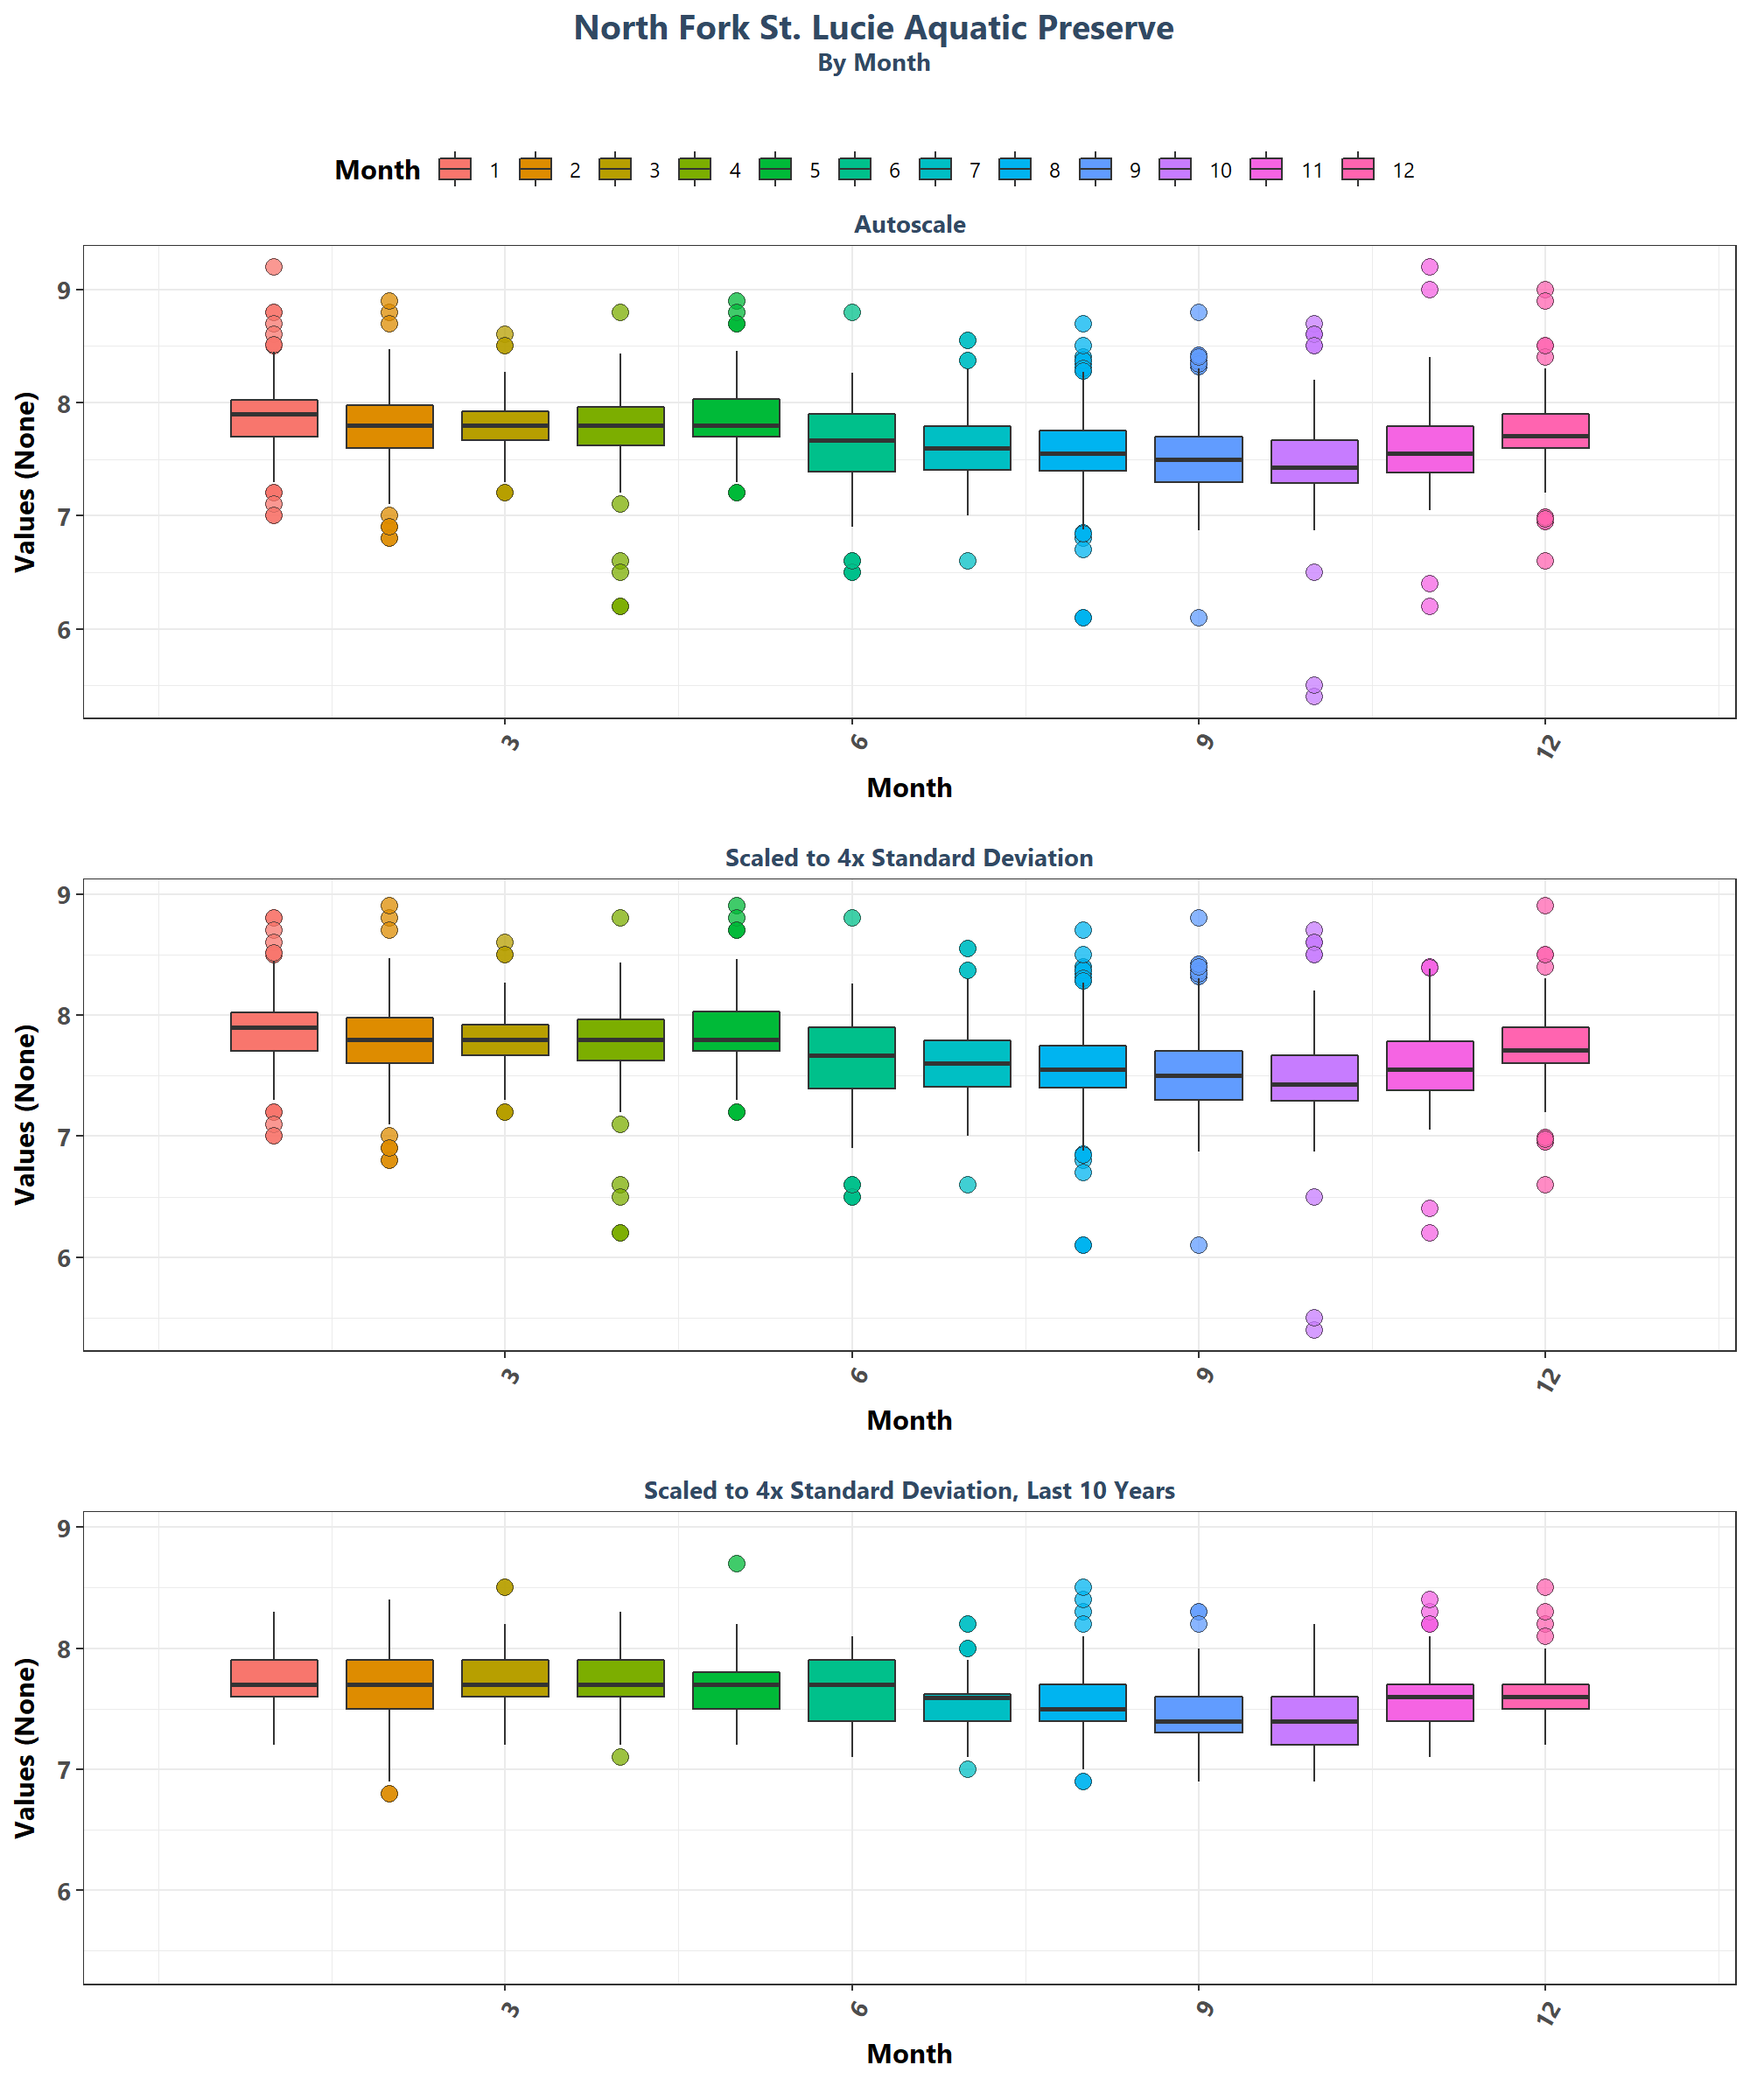 North Fork St. Lucie Aquatic Preserve
By Month
Month 1 2 3 4 5 6 7 8 9 10 11 12
Autoscale
Values (None)
9
8
7
6
3 6 9 12
Month
Scaled to 4x Standard Deviation
Values (None)
9
8
7
6
3 6 9 12
Month
Scaled to 4x Standard Deviation, Last 10 Years
Values (None)
9
8
7
6
3 6 9 12
Month